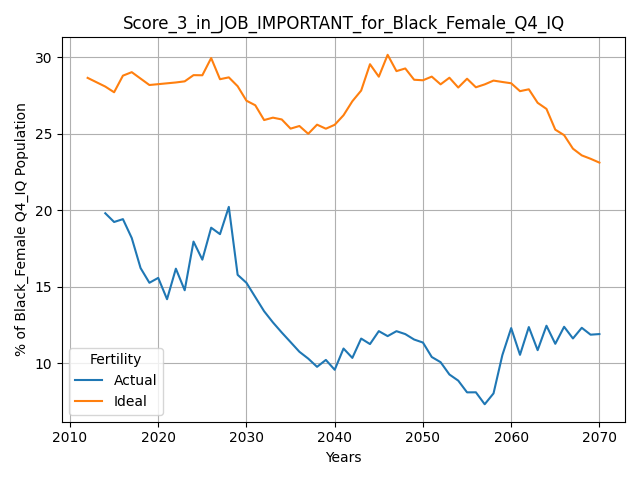 Score_3_in_JOB_IMPORTANT_for_Black_Female_Q4_IQ
% of Black_Female Q4_IQ Population
30
25
20
15
10
Fertility
Actual
Ideal
2010 2020 2030 2040 2050 2060 2070
Years